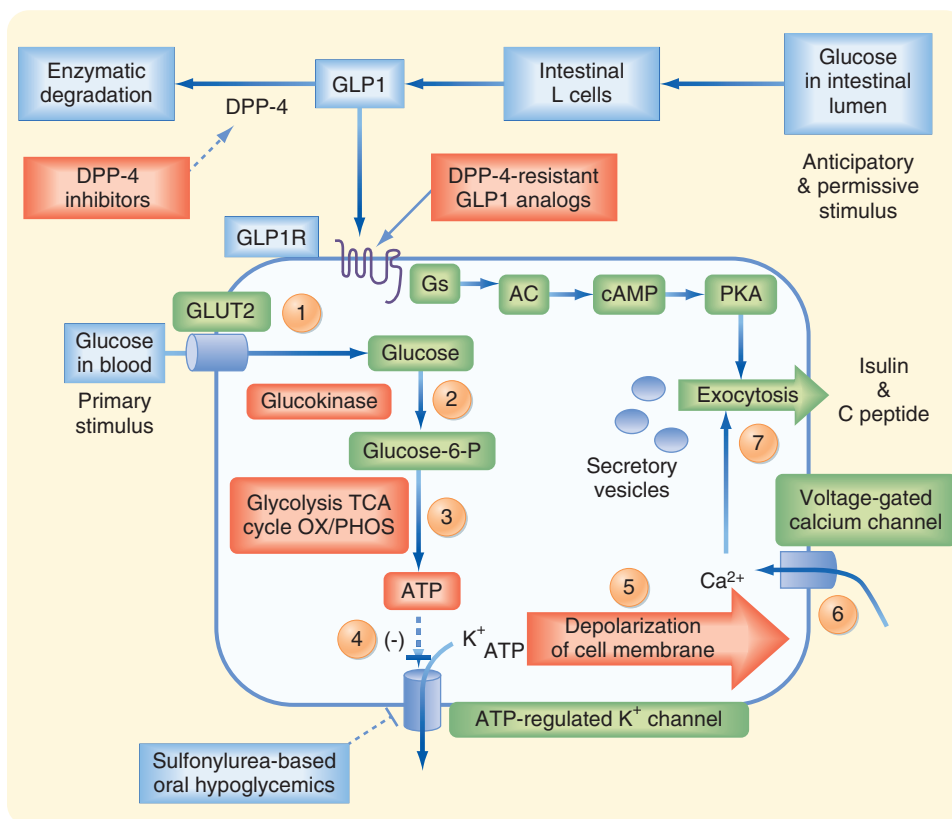 Enzymatic
degradation
DPP-4
GLP1
Intestinal
L cells
Glucose
in intestinal
lumen
Anticipatory
& permissive
stimulus
DPP-4
inhibitors
DPP-4-resistant
GLP1 analogs
GLP1R
Gs
AC
cAMP
PKA
GLUT2
1
Glucose
in blood
Primary
stimulus
Glucose
Glucokinase
2
Glucose-6-P
Glycolysis TCA
cycle OX/PHOS
3
ATP
4
(-)
K+
ATP
Exocytosis
Isulin
&
C peptide
7
Secretory
vesicles
Voltage-gated
calcium channel
Ca2+
6
5
Depolarization
of cell membrane
ATP-regulated K+ channel
Sulfonylurea-based
oral hypoglycemics